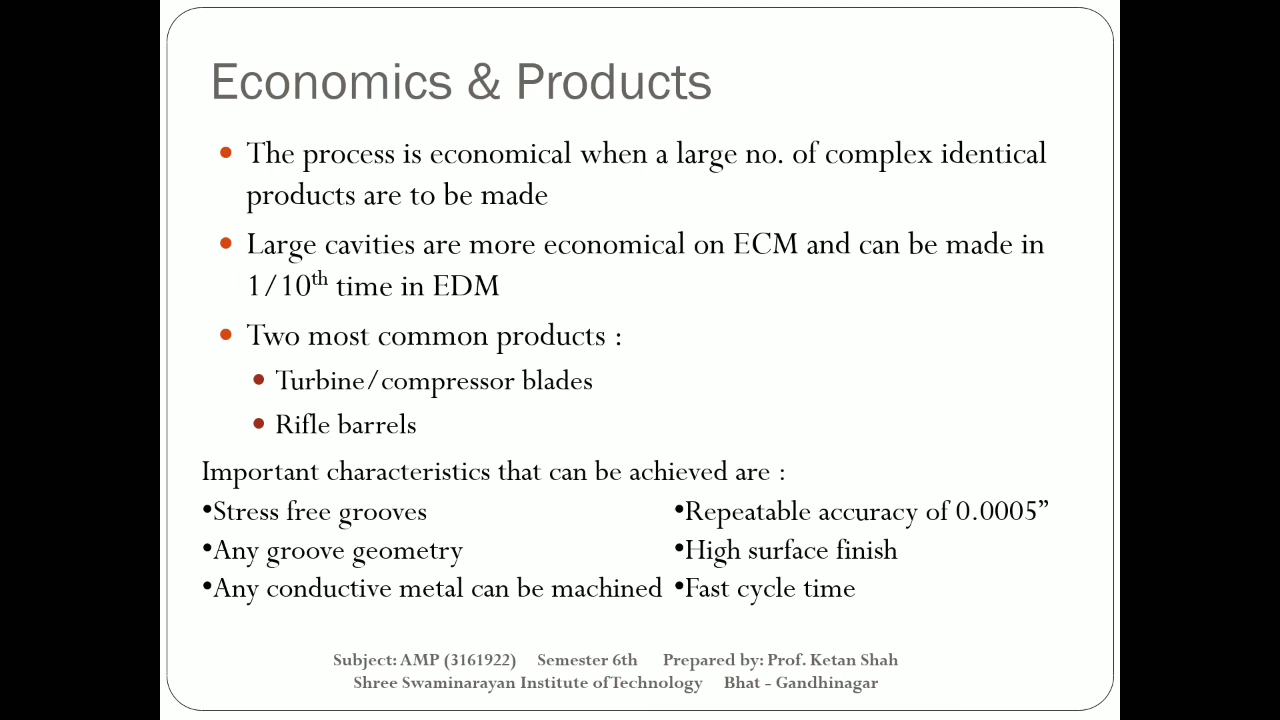 Economics & Products
• The process is economical when a large no. of complex identical
products are to be made
• Large cavities are more economical on ECM and can be made in
1/10th time in EDM
• Two most common products :
• Turbine/compressor blades
• Rifle barrels
Important characteristics that can be achieved are :
•Stress free grooves
•Any groove geometry
•Any conductive metal can be machined
•Repeatable accuracy of 0.0005”
•High surface finish
•Fast cycle time
Subject: AMP (3161922) Semester 6th Prepared by: Prof. Ketan Shah
Shree Swaminarayan Institute of Technology Bhat - Gandhinagar